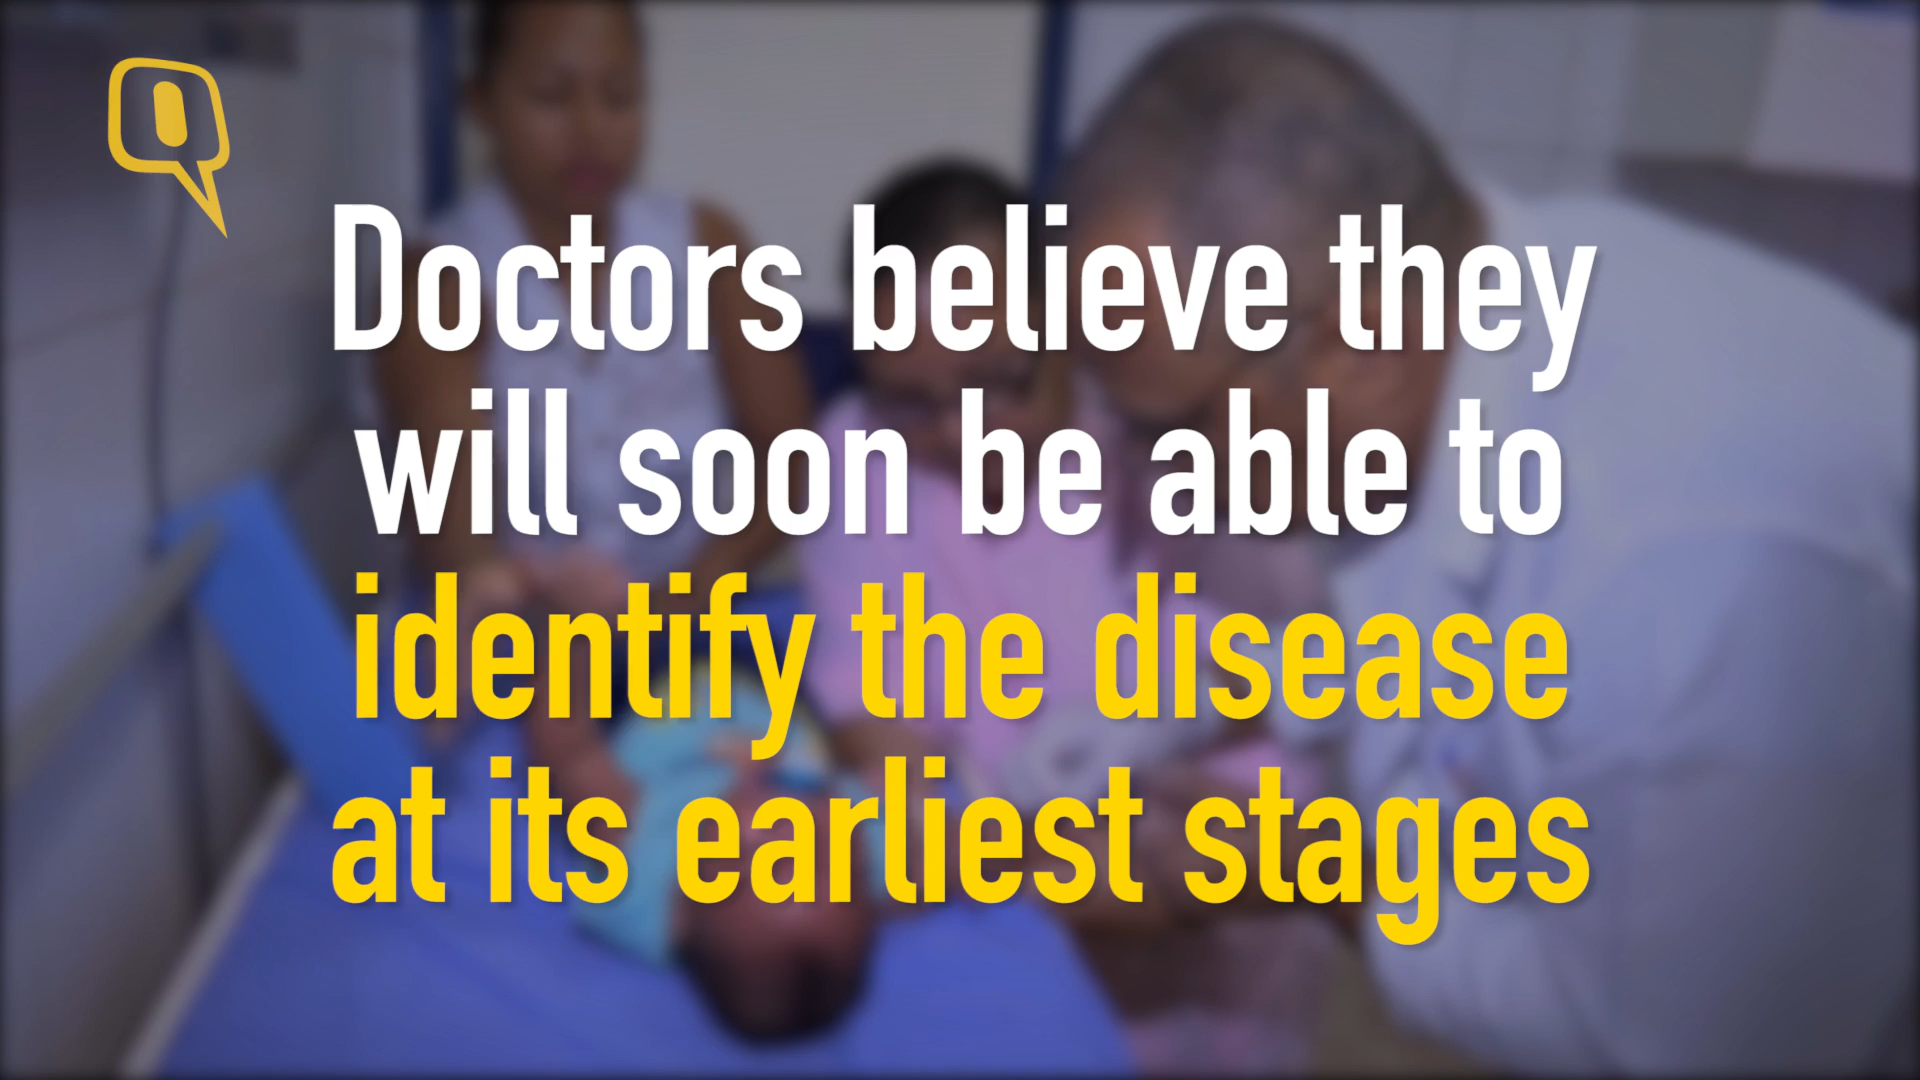 Doctors believe they
will soon be able to
identify the disease
at its earliest stages